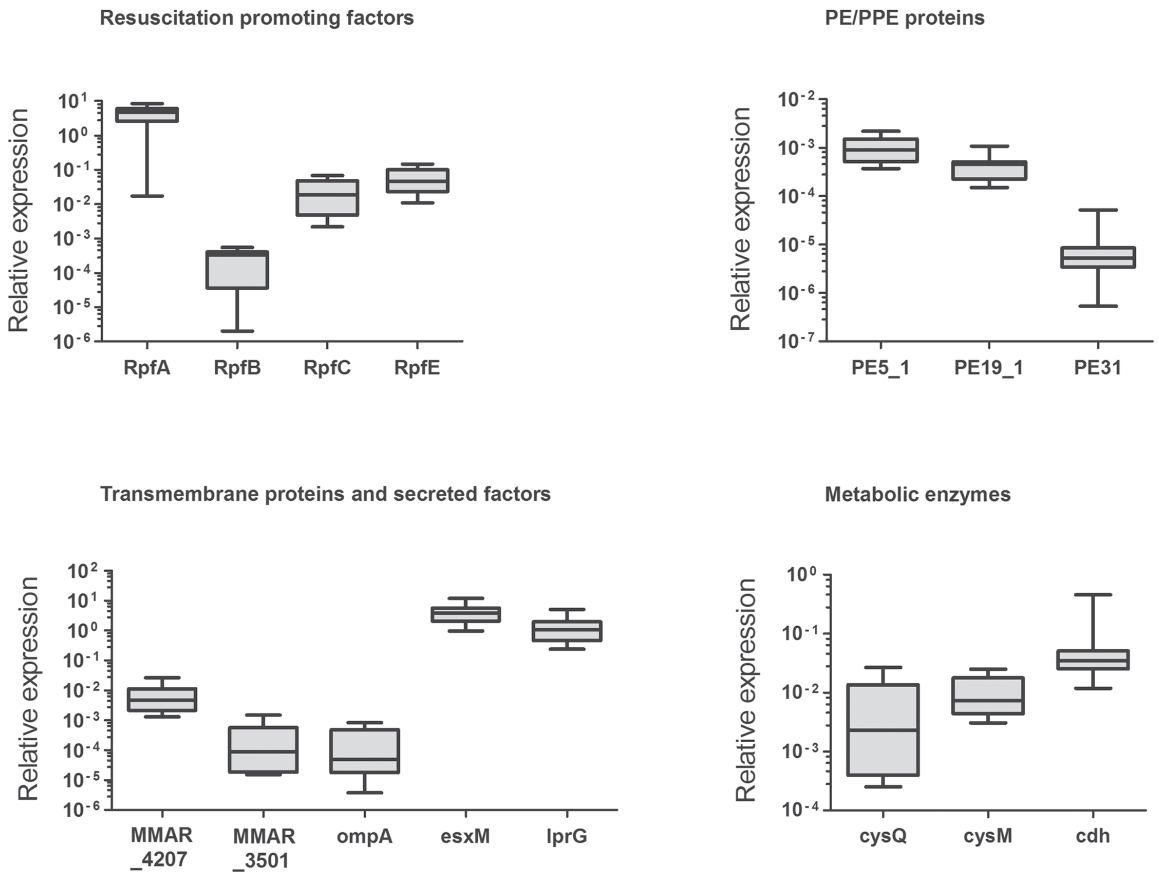 Resuscitation promoting factors
Relative expression
10^1
10^0
10^-1
10^-2
10^-3
10^-4
10^-5
10^-6
RpfA RpfB RpfC RpfE
PE/PPE proteins
Relative expression
10^-2
10^-3
10^-4
10^-5
10^-6
10^-7
PE5_1 PE19_1 PE31
Transmembrane proteins and secreted factors
Relative expression
10^2
10^1
10^0
10^-1
10^-2
10^-3
10^-4
10^-5
10^-6
MMAR MMAR ompA esxM lprG
_4207 _3501
Metabolic enzymes
Relative expression
10^0
10^-1
10^-2
10^-3
10^-4
cysQ cysM cdh